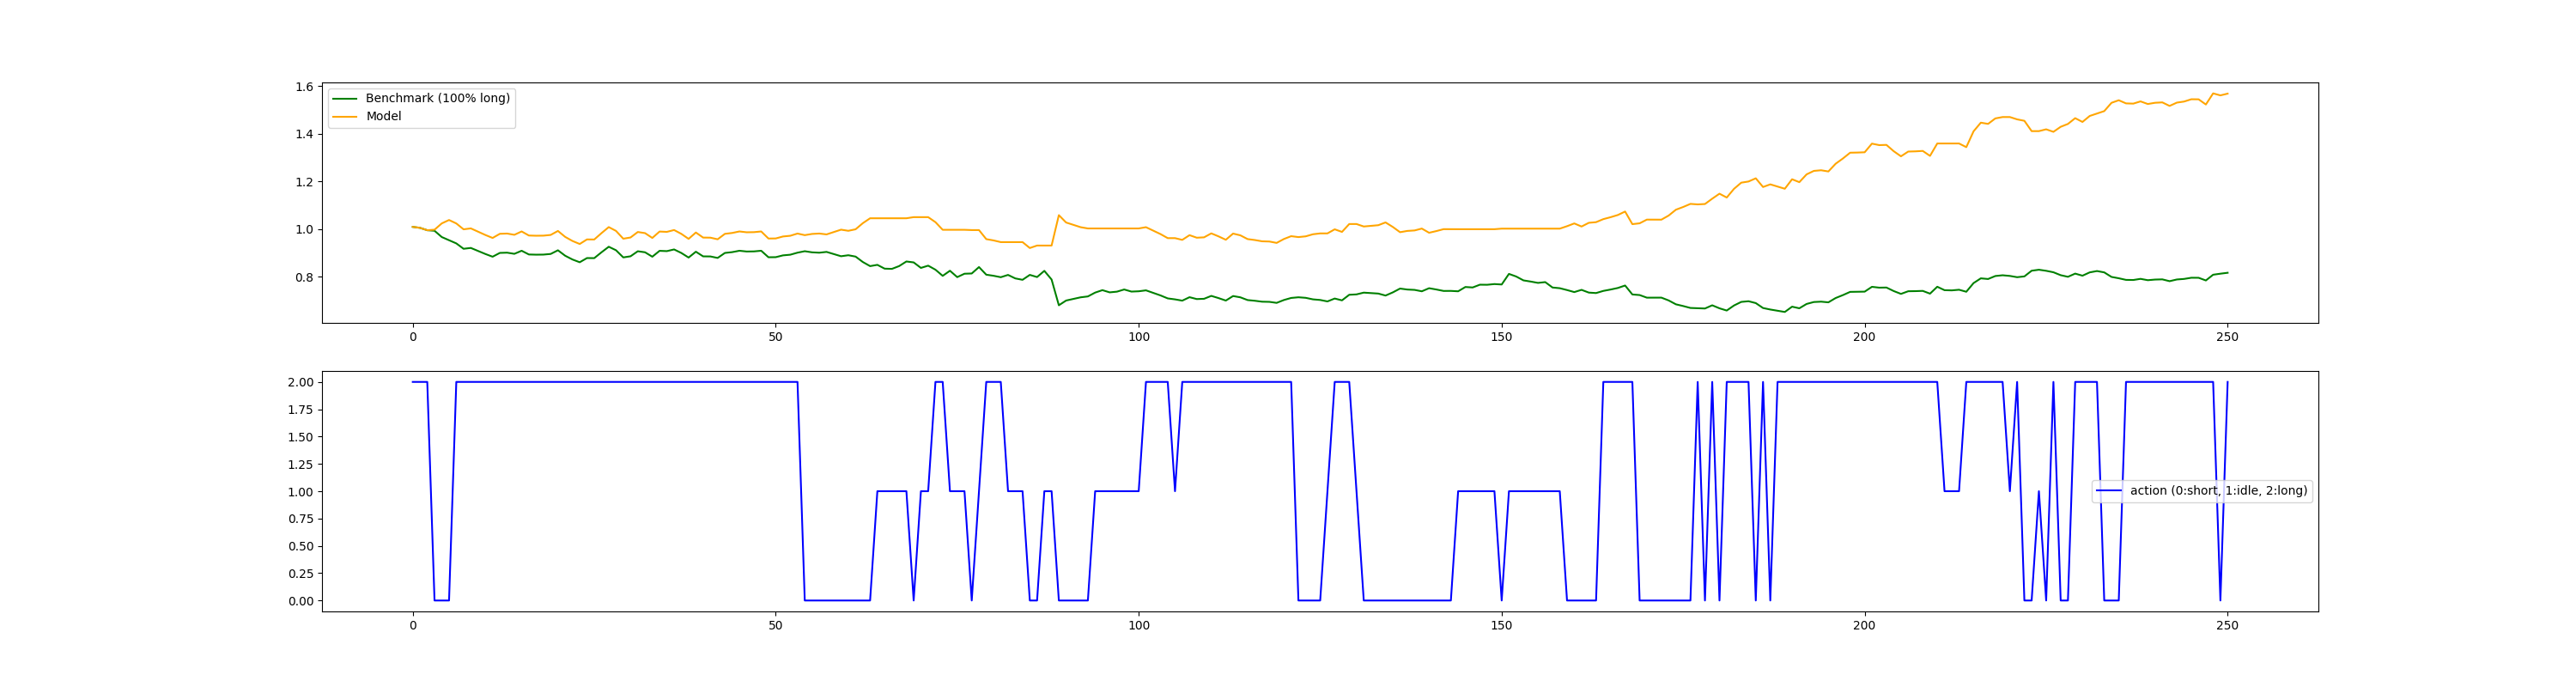 1.6
1.4
1.2
1.0
0.8
Benchmark (100% long)
Model
0 50 100 150 200 250
2.00
1.75
1.50
1.25
1.00
0.75
0.50
0.25
0.00
action (0:short, 1:idle, 2:long)
0 50 100 150 200 250